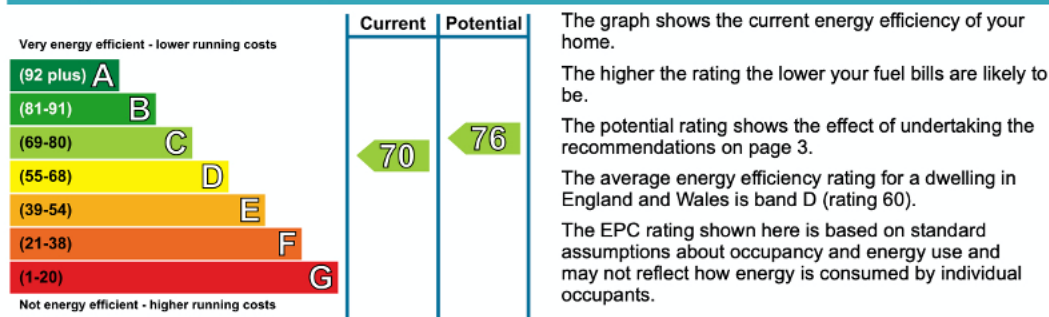 Current Potential
Very energy efficient - lower running costs
(92 plus) A
(81-91) B
(69-80) C
(55-68) D
(39-54) E
(21-38) F
(1-20) G
Not energy efficient - higher running costs
70
76
The graph shows the current energy efficiency of your
home.
The higher the rating the lower your fuel bills are likely to
be.
The potential rating shows the effect of undertaking the
recommendations on page 3.
The average energy efficiency rating for a dwelling in
England and Wales is band D (rating 60).
The EPC rating shown here is based on standard
assumptions about occupancy and energy use and
may not reflect how energy is consumed by individual
occupants.